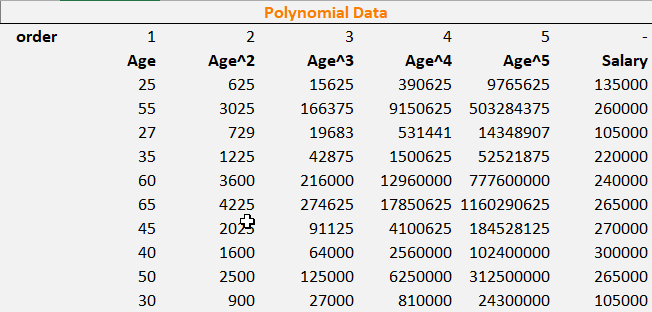 Polynomial Data
order 1 2 3 4 5 -
Age Age^2 Age^3 Age^4 Age^5 Salary
25 625 15625 390625 9765625 135000
55 3025 166375 9150625 503284375 260000
27 729 19683 531441 14348907 105000
35 1225 42875 1500625 52521875 220000
60 3600 216000 12960000 777600000 240000
65 4225 274625 17850625 1160290625 265000
45 2025 91125 4100625 184528125 270000
40 1600 64000 2560000 102400000 300000
50 2500 125000 6250000 312500000 265000
30 900 27000 810000 24300000 105000